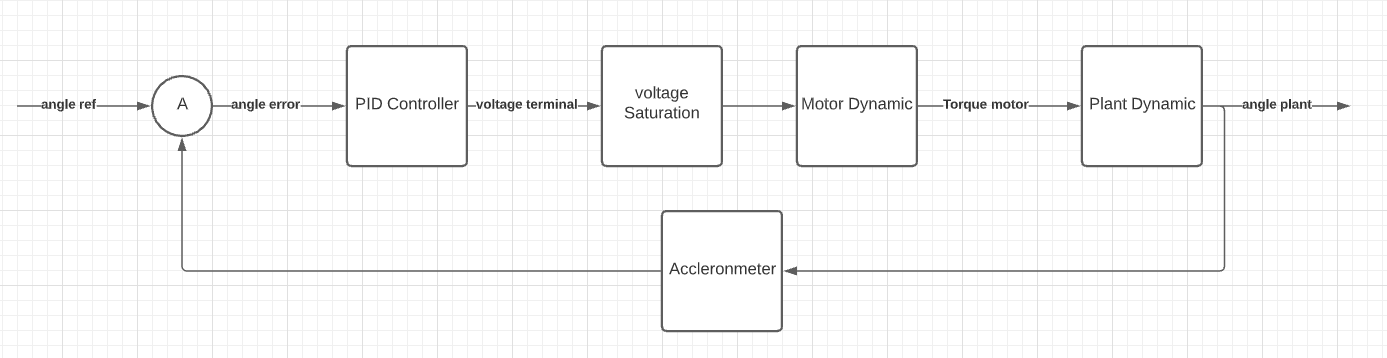 angle ref
A
angle error
PID Controller
voltage terminal
voltage
Saturation
Motor Dynamic
Torque motor
Plant Dynamic
angle plant
Accleronmeter